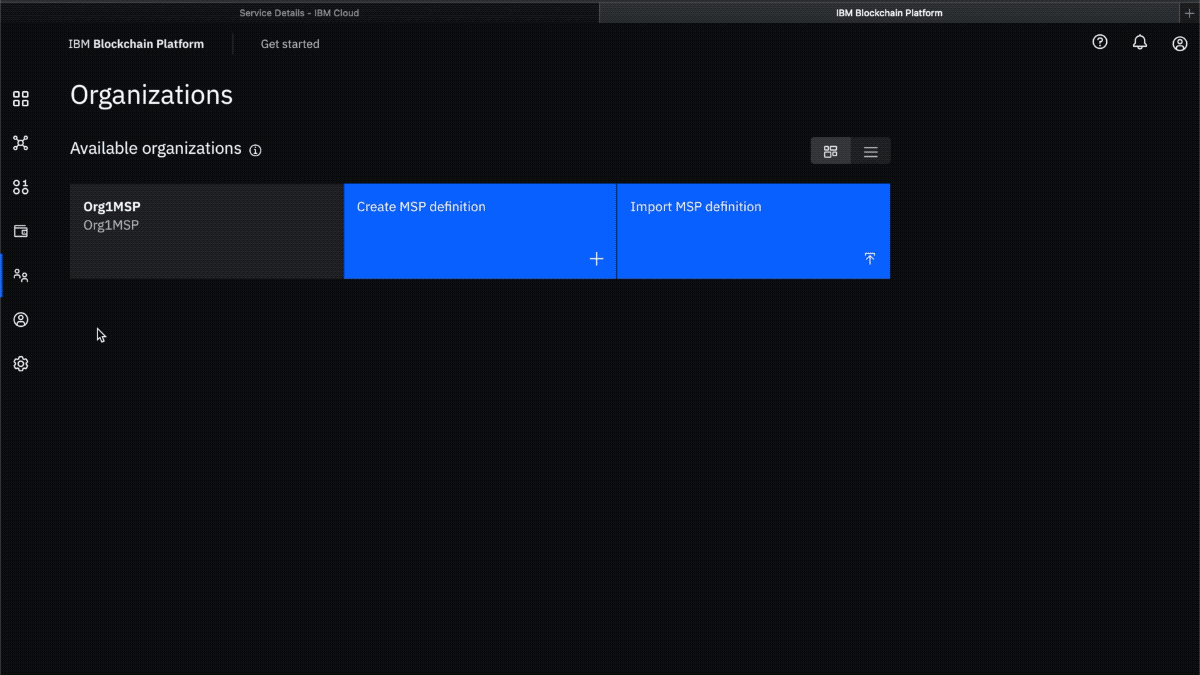 Service Details - IBM Cloud
IBM Blockchain Platform
IBM Blockchain Platform
Get started
Organizations
Available organizations
Org1MSP
Org1MSP
Create MSP definition
Import MSP definition